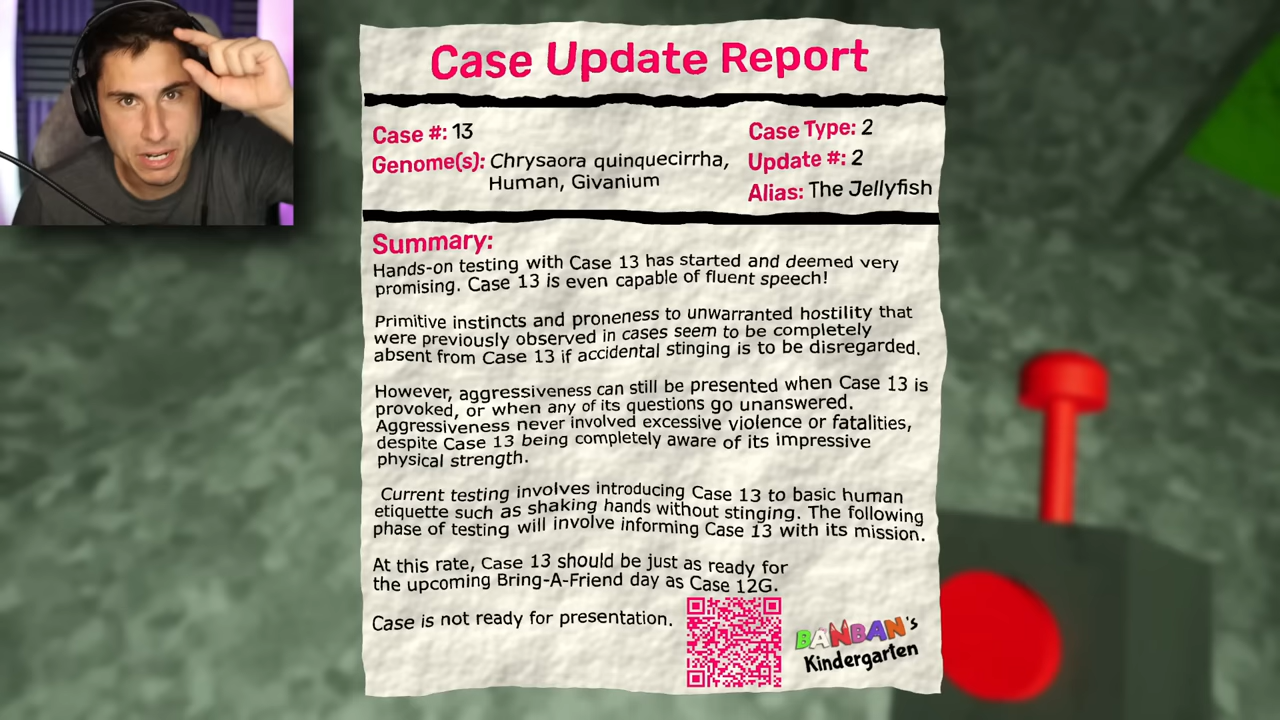 Case Update Report
Case #: 13
Case Type: 2
Genome(s): Chrysaora quinquecirrha,
Human, Givanium
Update #: 2
Alias: The Jellyfish
Summary:
Hands-on testing with Case 13 has started and deemed very
promising. Case 13 is even capable of fluent speech!
Primitive instincts and proneness to unwarranted hostility that
were previously observed in cases seem to be completely
absent from Case 13 if accidental stinging is to be disregarded.
However, aggressiveness can still be presented when Case 13 is
provoked, or when any of its questions go unanswered.
Aggressiveness never involved excessive violence or fatalities,
despite Case 13 being completely aware of its impressive
physical strength.
Current testing involves introducing Case 13 to basic human
etiquette such as shaking hands without stinging. The following
phase of testing will involve informing Case 13 with its mission.
At this rate, Case 13 should be just as ready for
the upcoming Bring-A-Friend day as Case 12G.
Case is not ready for presentation.
BANBAN's
Kindergarten